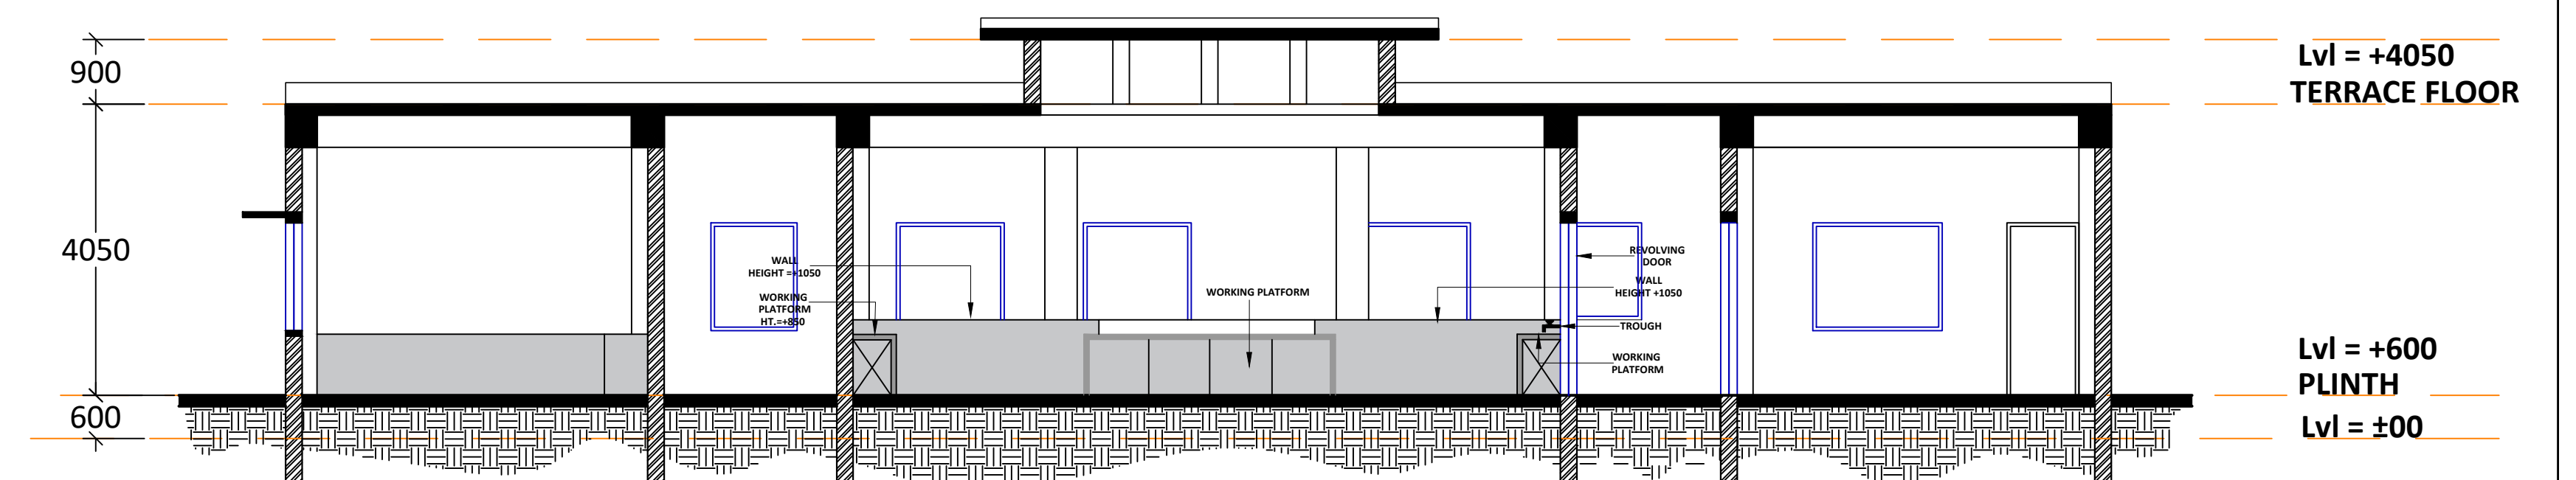 900
4050
600
WALL
HEIGHT =+1050
WORKING
PLATFORM
HT.=+850
WORKING PLATFORM
REVOLVING
DOOR
WALL
HEIGHT +1050
TROUGH
WORKING
PLATFORM
Lvl = +4050
TERRACE FLOOR
Lvl = +600
PLINTH
Lvl = ±00